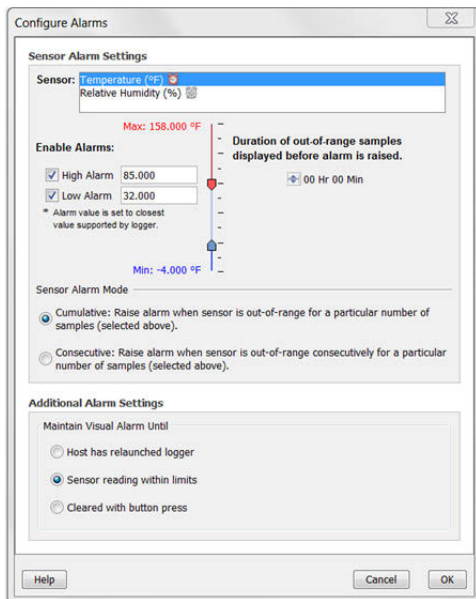 Configure Alarms
Sensor Alarm Settings
Sensor: Temperature (°F)
Relative Humidity (%)
Max: 158.000 °F
Duration of out-of-range samples
displayed before alarm is raised.
Enable Alarms:
00 Hr 00 Min
High Alarm 85.000
Low Alarm 32.000
* Alarm value is set to closest
value supported by logger.
Min: -4.000 °F
Sensor Alarm Mode
Cumulative: Raise alarm when sensor is out-of-range for a particular number of
samples (selected above).
Consecutive: Raise alarm when sensor is out-of-range consecutively for a particular
number of samples (selected above).
Additional Alarm Settings
Maintain Visual Alarm Until
Host has relaunched logger
Sensor reading within limits
Cleared with button press
Help
Cancel
OK